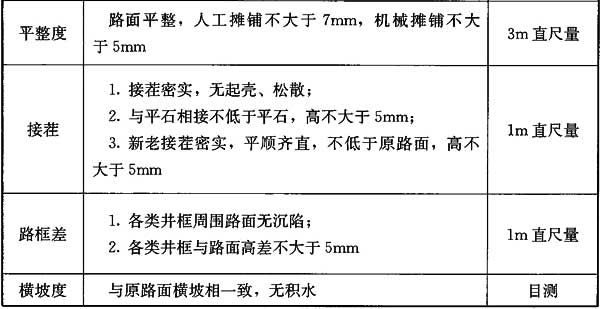 平整度
路面平整，人工摊铺不大于 7mm，机械摊铺不大
于 5mm
3m 直尺量
接茬
1. 接茬密实，无起壳、松散；
2. 与平石相接不低于平石，高不大于 5mm；
3. 新老接茬密实，平顺齐直，不低于原路面，高不
大于 5mm
1m 直尺量
路框差
1. 各类井框周围路面无沉陷；
2. 各类井框与路面高差不大于 5mm
1m 直尺量
横坡度
与原路面横坡相一致，无积水
目测